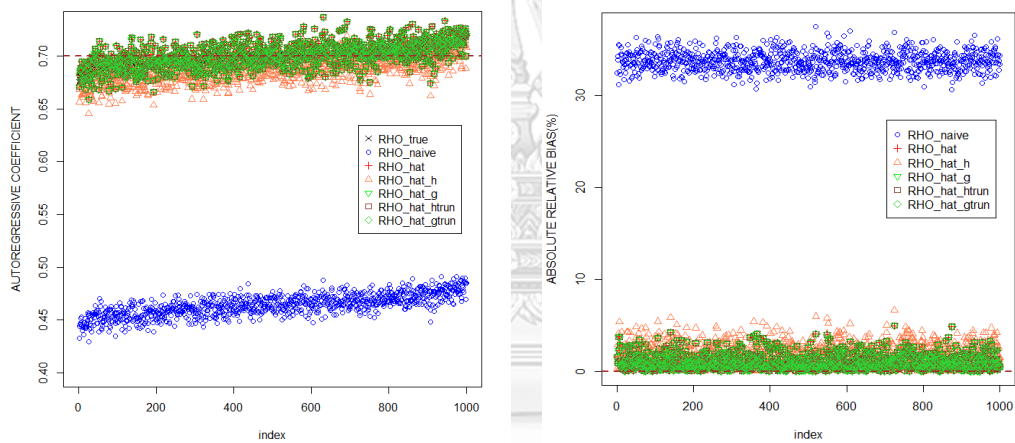 AUTOREGRESSIVE COEFFICIENT
0.70
0.65
0.60
0.55
0.50
0.45
0.40
RHO_true
RHO_naive
RHO_hat
RHO_hat_h
RHO_hat_g
RHO_hat_htrun
RHO_hat_gtrun
0 200 400 600 800 1000
index
ABSOLUTE RELATIVE BIAS(%)
30
20
10
0
RHO_naive
RHO_hat
RHO_hat_h
RHO_hat_g
RHO_hat_htrun
RHO_hat_gtrun
0 200 400 600 800 1000
index